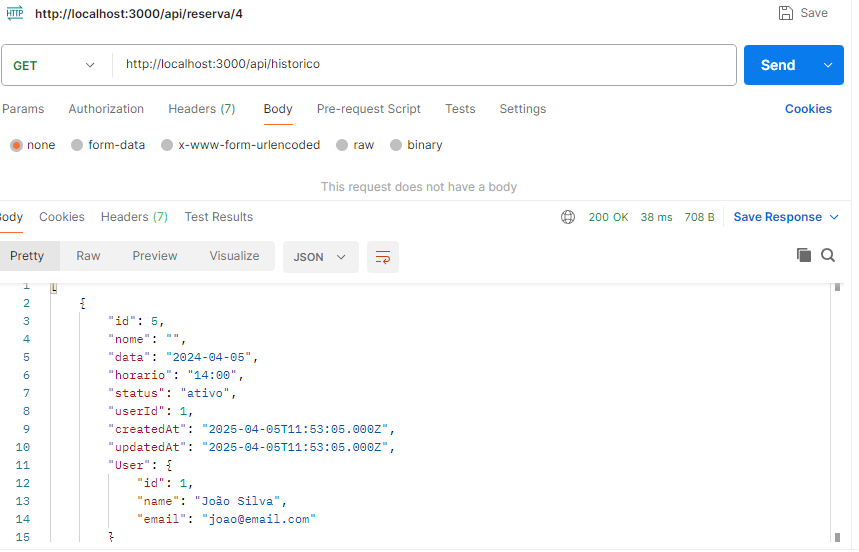 HTTP http://localhost:3000/api/reserva/4 Save
GET http://localhost:3000/api/historico Send
Params Authorization Headers (7) Body Pre-request Script Tests Settings Cookies
none form-data x-www-form-urlencoded raw binary
This request does not have a body
Body Cookies Headers (7) Test Results 200 OK 38 ms 708 B Save Response
Pretty Raw Preview Visualize JSON
1 [
2 {
3 "id": 5,
4 "nome": "",
5 "data": "2024-04-05",
6 "horario": "14:00",
7 "status": "ativo",
8 "userId": 1,
9 "createdAt": "2025-04-05T11:53:05.000Z",
10 "updatedAt": "2025-04-05T11:53:05.000Z",
11 "User": {
12 "id": 1,
13 "name": "João Silva",
14 "email": "joao@email.com"
15 }